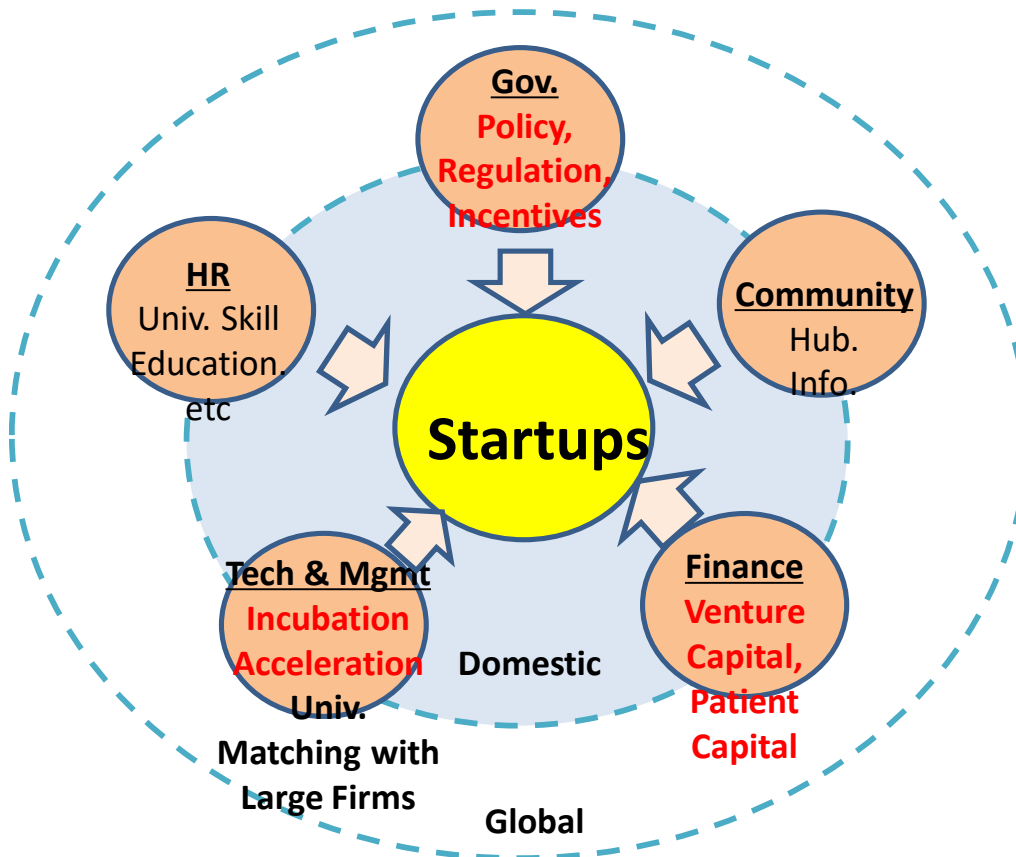 Gov.
Policy,
Regulation,
Incentives
HR
Univ. Skill
Education.
etc
Community
Hub.
Info.
Startups
Tech & Mgmt
Incubation
Acceleration
Univ.
Matching with
Large Firms
Finance
Venture
Capital,
Patient
Capital
Domestic
Global